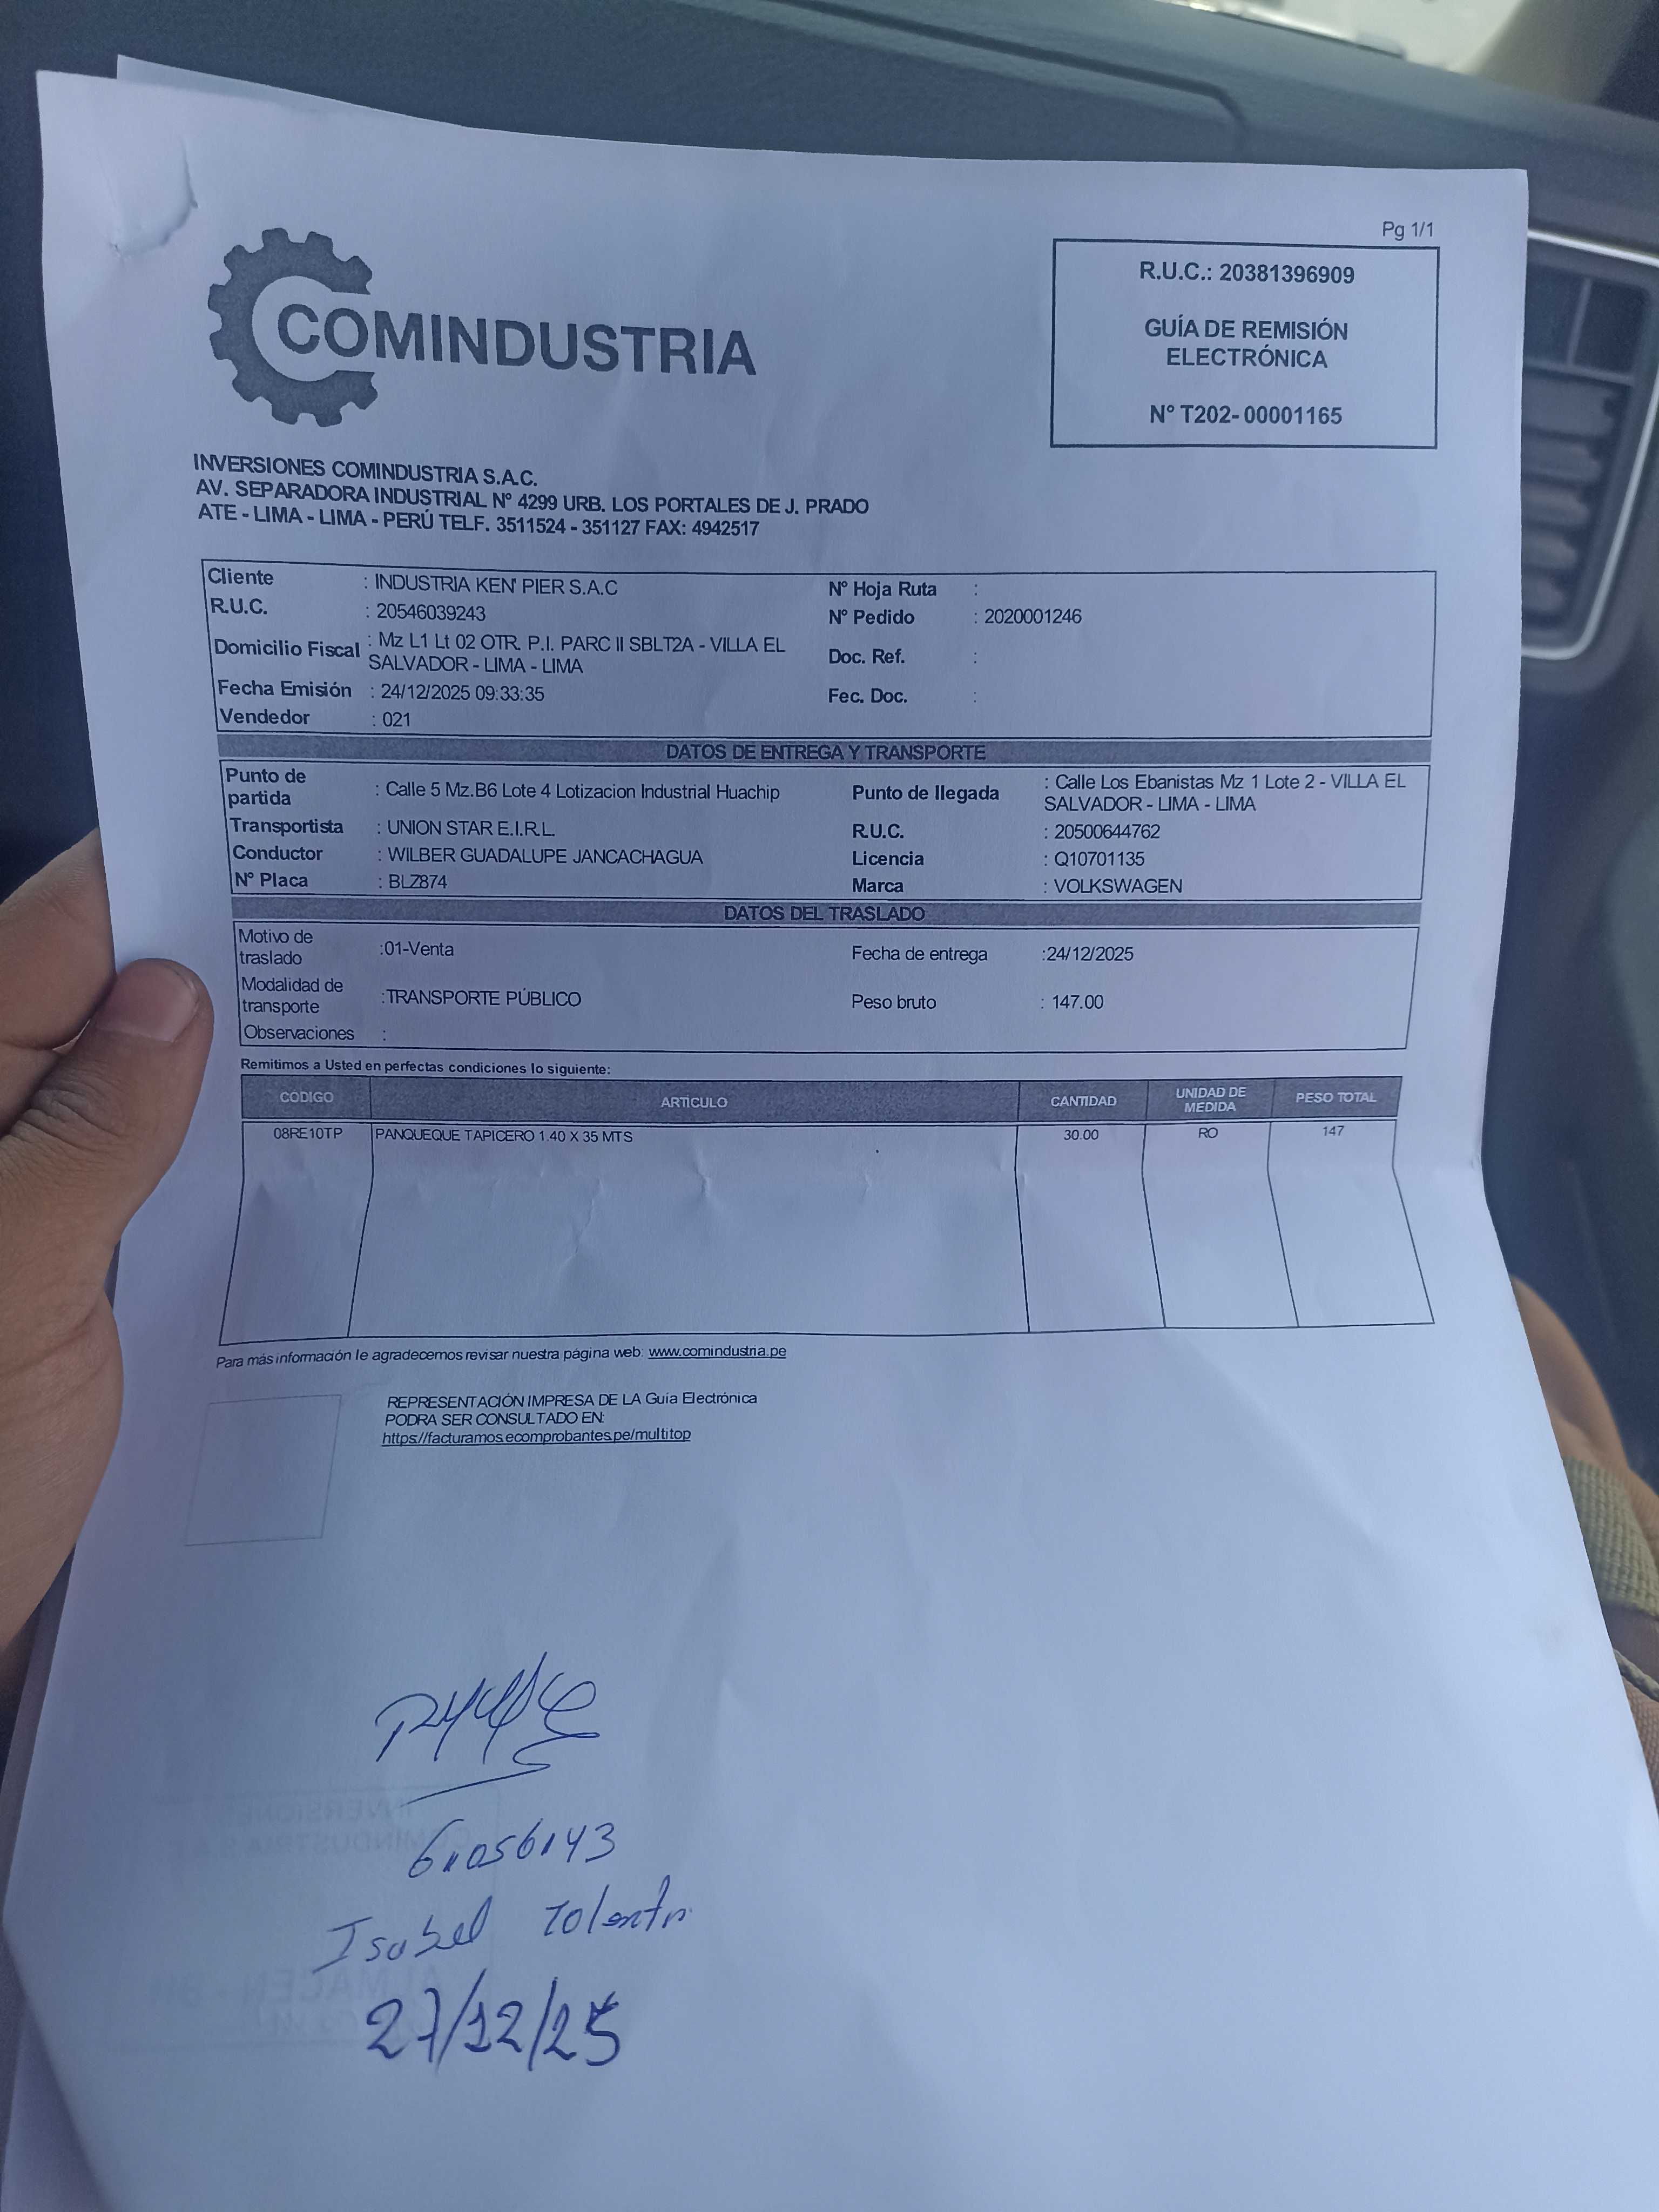 Pg 1/1
COMINDUSTRIA
R.U.C.: 20381396909
GUÍA DE REMISIÓN
ELECTRÓNICA
N° T202- 00001165
INVERSIONES COMINDUSTRIA S.A.C.
AV. SEPARADORA INDUSTRIAL N° 4299 URB. LOS PORTALES DE J. PRADO
ATE - LIMA - LIMA - PERÚ TELF. 3511524 - 351127 FAX: 4942517
Cliente : INDUSTRIA KEN' PIER S.A.C N° Hoja Ruta :
R.U.C. : 20546039243 N° Pedido : 2020001246
Domicilio Fiscal : Mz L1 Lt 02 OTR. P.I. PARC II SBLT2A - VILLA EL
SALVADOR - LIMA - LIMA Doc. Ref. :
Fecha Emisión : 24/12/2025 09:33:35 Fec. Doc. :
Vendedor : 021
DATOS DE ENTREGA Y TRANSPORTE
Punto de
partida : Calle 5 Mz.B6 Lote 4 Lotizacion Industrial Huachip Punto de llegada : Calle Los Ebanistas Mz 1 Lote 2 - VILLA EL
SALVADOR - LIMA - LIMA
Transportista : UNION STAR E.I.R.L. R.U.C. : 20500644762
Conductor : WILBER GUADALUPE JANCACHAGUA Licencia : Q10701135
N° Placa : BLZ874 Marca : VOLKSWAGEN
DATOS DEL TRASLADO
Motivo de
traslado :01-Venta Fecha de entrega :24/12/2025
Modalidad de
transporte :TRANSPORTE PÚBLICO Peso bruto : 147.00
Observaciones :
Remitimos a Usted en perfectas condiciones lo siguiente:
CODIGO ARTICULO CANTIDAD UNIDAD DE
MEDIDA PESO TOTAL
08RE10TP PANQUEQUE TAPICERO 1.40 X 35 MTS 30.00 RO 147
Para más información le agradecemos revisar nuestra página web: www.comindustria.pe
REPRESENTACIÓN IMPRESA DE LA Guía Electrónica
PODRA SER CONSULTADO EN:
https://facturamos.ecomprobantes.pe/multitop
Isabel
27/12/25